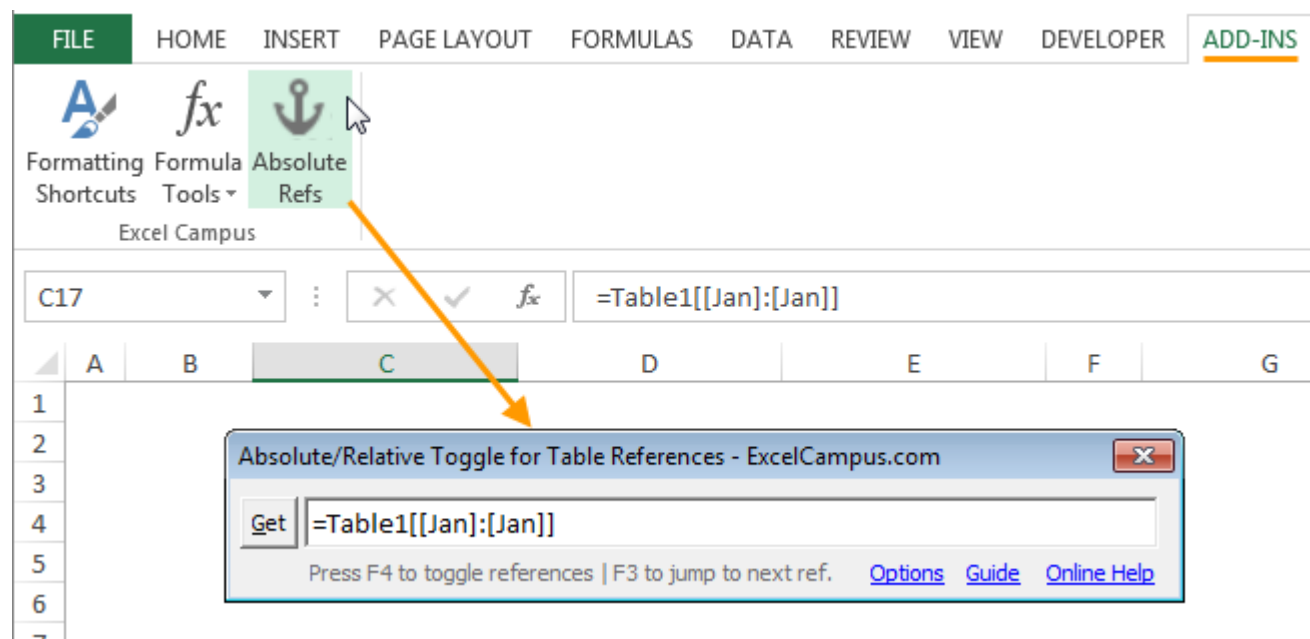 FILE HOME INSERT PAGE LAYOUT FORMULAS DATA REVIEW VIEW DEVELOPER ADD-INS
Formatting Formula Absolute
Shortcuts Tools Refs
Excel Campus
C17 fx =Table1[[Jan]:[Jan]]
A B C D E F G
1
2
Absolute/Relative Toggle for Table References - ExcelCampus.com
3
4 Get =Table1[[Jan]:[Jan]]
5 Press F4 to toggle references | F3 to jump to next ref. Options Guide Online Help
6